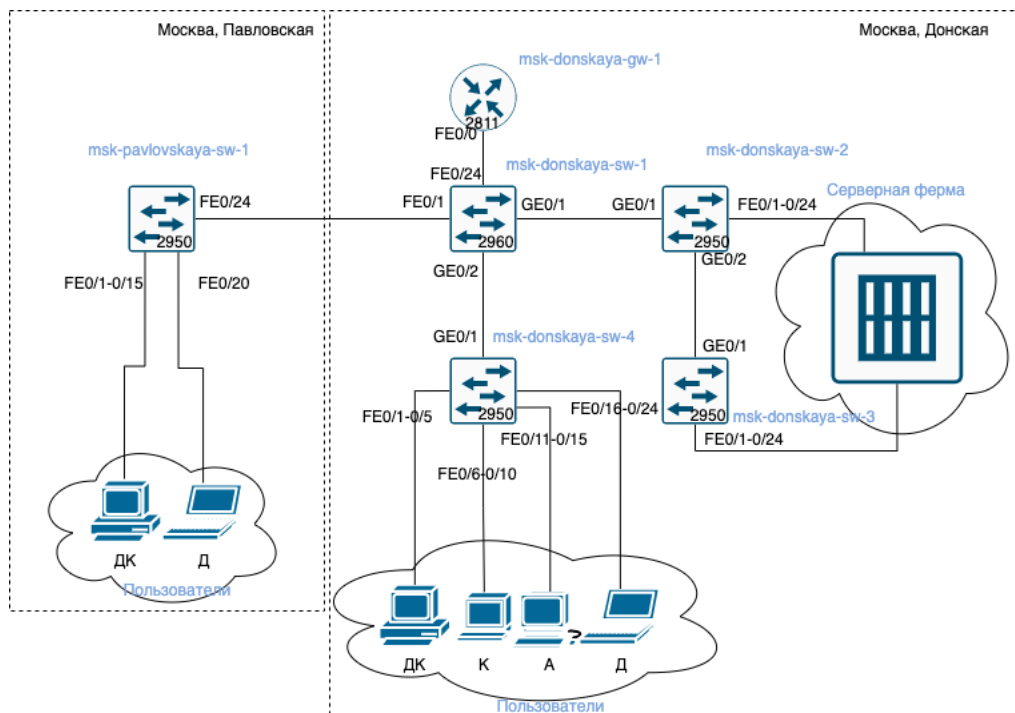 Москва, Павловская
Москва, Донская
msk-donskaya-gw-1
2811
FE0/0
msk-pavlovskaya-sw-1
FE0/24
msk-donskaya-sw-1
msk-donskaya-sw-2
Серверная ферма
FE0/24
FE0/1
GE0/1
GE0/1
FE0/1-0/24
2950
2960
2950
FE0/1-0/15
FE0/20
GE0/2
GE0/2
GE0/1
msk-donskaya-sw-4
GE0/1
2950
2950
FE0/1-0/5
FE0/16-0/24
msk-donskaya-sw-3
FE0/11-0/15
FE0/1-0/24
FE0/6-0/10
ДК
Д
Пользователи
?
ДК
К
А
Д
Пользователи